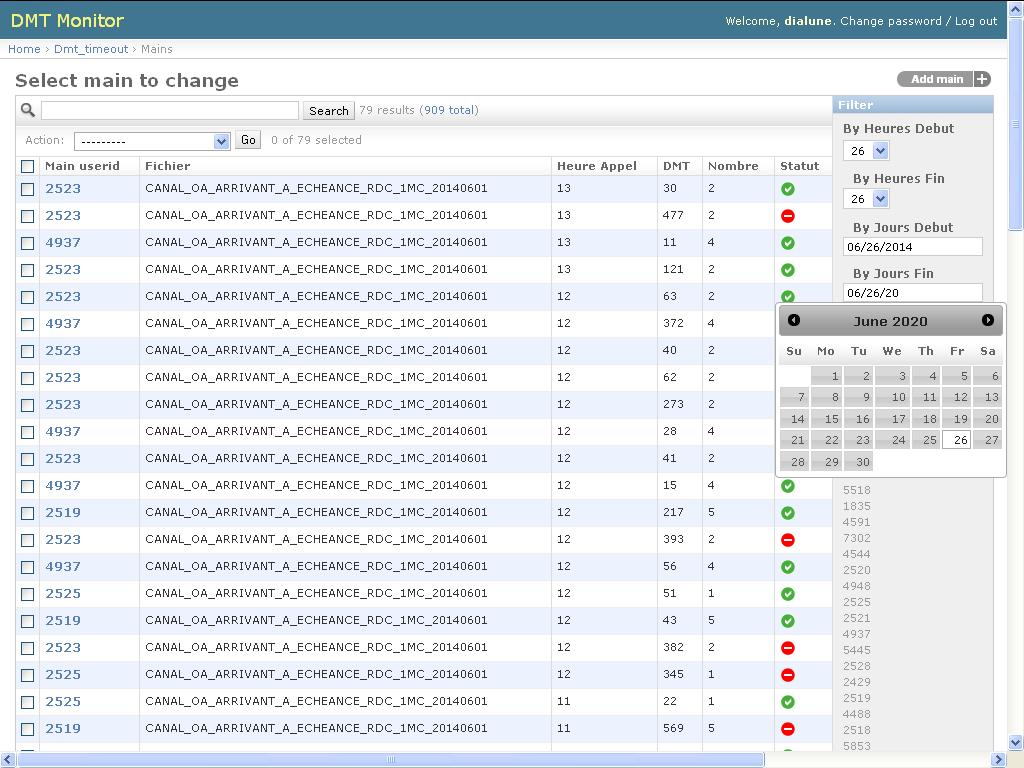 DMT Monitor
Welcome, dialune. Change password / Log out
Home › Dmt_timeout › Mains
Select main to change
Add main +
Search 79 results (909 total)
Action: --------- Go 0 of 79 selected
Main userid Fichier Heure Appel DMT Nombre Statut
2523 CANAL_OA_ARRIVANT_A_ECHEANCE_RDC_1MC_20140601 13 30 2
2523 CANAL_OA_ARRIVANT_A_ECHEANCE_RDC_1MC_20140601 13 477 2
4937 CANAL_OA_ARRIVANT_A_ECHEANCE_RDC_1MC_20140601 13 11 4
2523 CANAL_OA_ARRIVANT_A_ECHEANCE_RDC_1MC_20140601 13 121 2
2523 CANAL_OA_ARRIVANT_A_ECHEANCE_RDC_1MC_20140601 12 63 2
4937 CANAL_OA_ARRIVANT_A_ECHEANCE_RDC_1MC_20140601 12 372 4
2523 CANAL_OA_ARRIVANT_A_ECHEANCE_RDC_1MC_20140601 12 40 2
2523 CANAL_OA_ARRIVANT_A_ECHEANCE_RDC_1MC_20140601 12 62 2
2523 CANAL_OA_ARRIVANT_A_ECHEANCE_RDC_1MC_20140601 12 273 2
4937 CANAL_OA_ARRIVANT_A_ECHEANCE_RDC_1MC_20140601 12 28 4
2523 CANAL_OA_ARRIVANT_A_ECHEANCE_RDC_1MC_20140601 12 41 2
4937 CANAL_OA_ARRIVANT_A_ECHEANCE_RDC_1MC_20140601 12 15 4
2519 CANAL_OA_ARRIVANT_A_ECHEANCE_RDC_1MC_20140601 12 217 5
2523 CANAL_OA_ARRIVANT_A_ECHEANCE_RDC_1MC_20140601 12 393 2
4937 CANAL_OA_ARRIVANT_A_ECHEANCE_RDC_1MC_20140601 12 56 4
2525 CANAL_OA_ARRIVANT_A_ECHEANCE_RDC_1MC_20140601 12 51 1
2519 CANAL_OA_ARRIVANT_A_ECHEANCE_RDC_1MC_20140601 12 43 5
2523 CANAL_OA_ARRIVANT_A_ECHEANCE_RDC_1MC_20140601 12 382 2
2525 CANAL_OA_ARRIVANT_A_ECHEANCE_RDC_1MC_20140601 12 345 1
2525 CANAL_OA_ARRIVANT_A_ECHEANCE_RDC_1MC_20140601 11 22 1
2519 CANAL_OA_ARRIVANT_A_ECHEANCE_RDC_1MC_20140601 11 569 5
Filter
By Heures Debut
26
By Heures Fin
26
By Jours Debut
06/26/2014
By Jours Fin
06/26/20
June 2020
Su Mo Tu We Th Fr Sa
1 2 3 4 5 6
7 8 9 10 11 12 13
14 15 16 17 18 19 20
21 22 23 24 25 26 27
28 29 30
5518
1835
4591
7302
4544
2520
4948
2525
2521
4937
5445
2528
2429
2519
4488
2518
5853